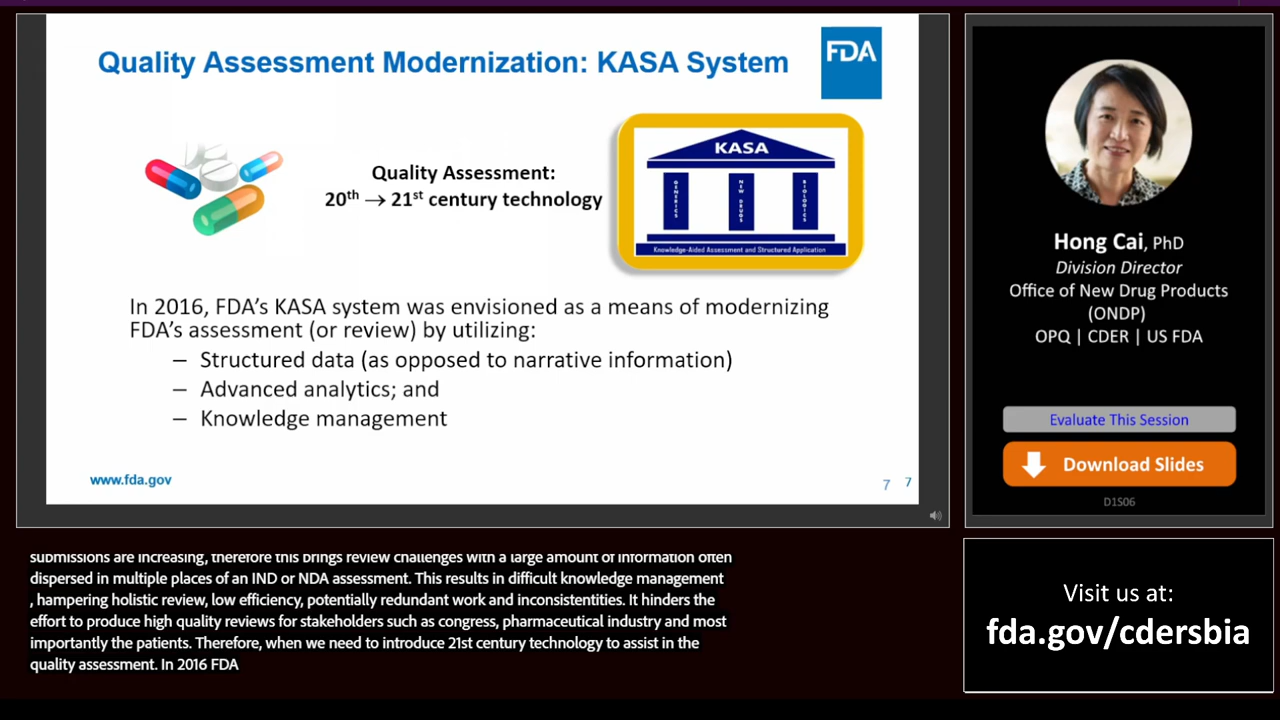 Quality Assessment Modernization: KASA System
FDA
Quality Assessment:
20th → 21st century technology
KASA
GENERICS
NEW DRUGS
BIOLOGICS
Knowledge-Aided Assessment and Structured Application
In 2016, FDA's KASA system was envisioned as a means of modernizing
FDA's assessment (or review) by utilizing:
– Structured data (as opposed to narrative information)
– Advanced analytics; and
– Knowledge management
www.fda.gov
7 7
Hong Cai, PhD
Division Director
Office of New Drug Products
(ONDP)
OPQ | CDER | US FDA
Evaluate This Session
Download Slides
D1S06
submissions are increasing, therefore this brings review challenges with a large amount of information often
dispersed in multiple places of an IND or NDA assessment. This results in difficult knowledge management
, hampering holistic review, low efficiency, potentially redundant work and inconsistentities. It hinders the
effort to produce high quality reviews for stakeholders such as congress, pharmaceutical industry and most
importantly the patients. Therefore, when we need to introduce 21st century technology to assist in the
quality assessment. In 2016 FDA
Visit us at:
fda.gov/cdersbia